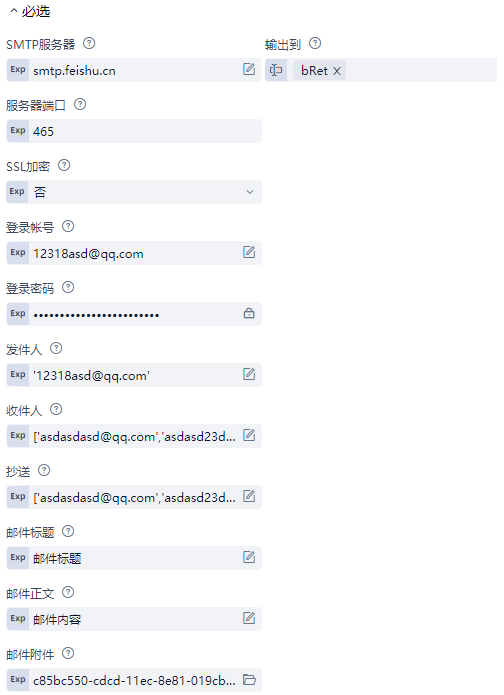 必选
SMTP服务器 输出到
Exp smtp.feishu.cn bRet
服务器端口
Exp 465
SSL加密
Exp 否
登录帐号
Exp 12318asd@qq.com
登录密码
Exp ••••••••••••••••••••••••
发件人
Exp '12318asd@qq.com'
收件人
Exp ['asdasdasd@qq.com','asdasd23d...
抄送
Exp ['asdasdasd@qq.com','asdasd23d...
邮件标题
Exp 邮件标题
邮件正文
Exp 邮件内容
邮件附件
Exp c85bc550-cdcd-11ec-8e81-019cb...